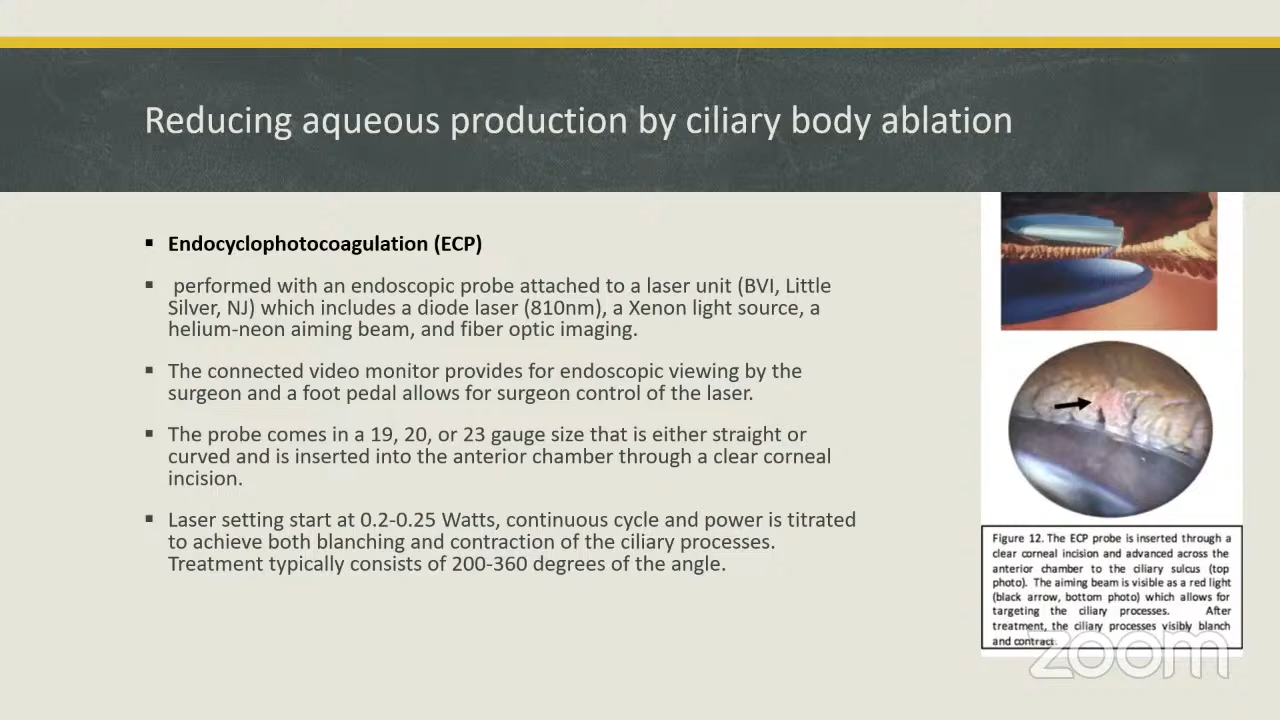 Reducing aqueous production by ciliary body ablation
▪ Endocyclophotocoagulation (ECP)
▪ performed with an endoscopic probe attached to a laser unit (BVI, Little
Silver, NJ) which includes a diode laser (810nm), a Xenon light source, a
helium-neon aiming beam, and fiber optic imaging.
▪ The connected video monitor provides for endoscopic viewing by the
surgeon and a foot pedal allows for surgeon control of the laser.
▪ The probe comes in a 19, 20, or 23 gauge size that is either straight or
curved and is inserted into the anterior chamber through a clear corneal
incision.
▪ Laser setting start at 0.2-0.25 Watts, continuous cycle and power is titrated
to achieve both blanching and contraction of the ciliary processes.
Treatment typically consists of 200-360 degrees of the angle.
Figure 12. The ECP probe is inserted through a
clear corneal incision and advanced across the
anterior chamber to the ciliary sulcus (top
photo). The aiming beam is visible as a red light
(black arrow, bottom photo) which allows for
targeting the ciliary processes. After
treatment, the ciliary processes visibly blanch
and contract.
zoom